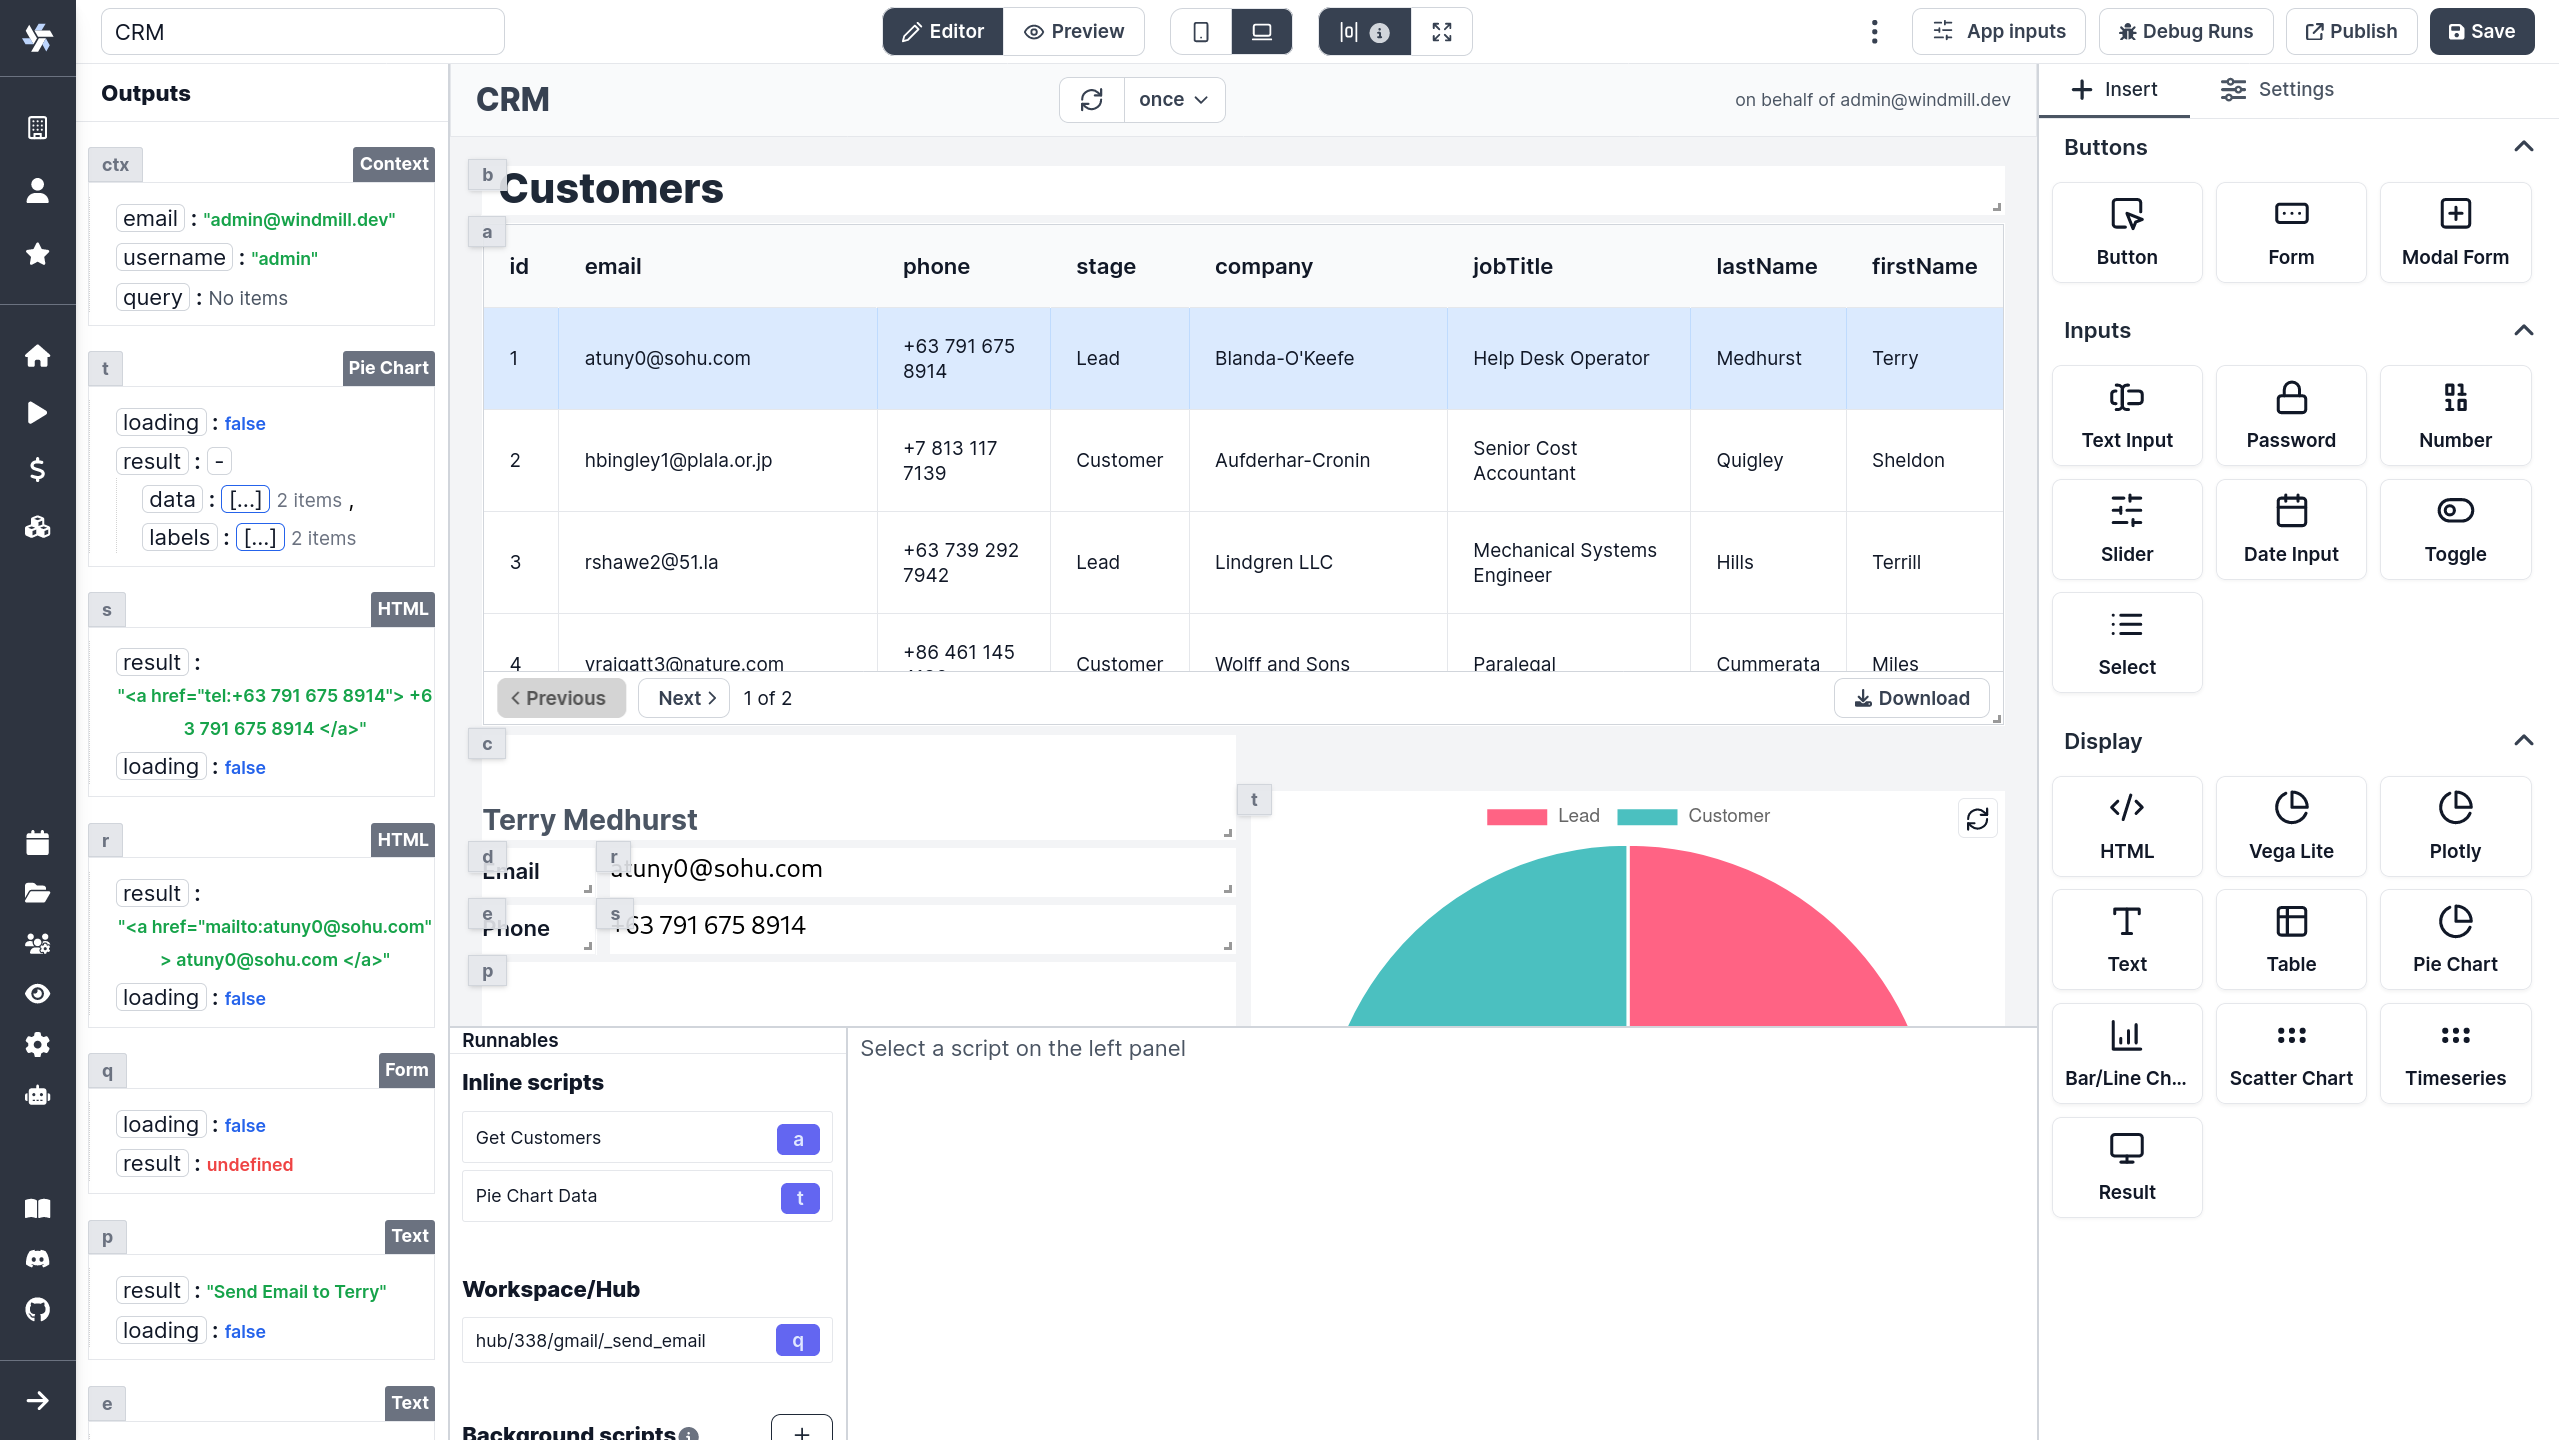 CRM
Editor
Preview
App inputs
Debug Runs
Publish
Save
Outputs
ctx
Context
email : "admin@windmill.dev"
username : "admin"
query : No items
t
Pie Chart
loading : false
result : -
data : [...] 2 items ,
labels : [...] 2 items
s
HTML
result :
"<a href="tel:+63 791 675 8914"> +6
3 791 675 8914 </a>"
loading : false
r
HTML
result :
"<a href="mailto:atuny0@sohu.com"
> atuny0@sohu.com </a>"
loading : false
q
Form
loading : false
result : undefined
p
Text
result : "Send Email to Terry"
loading : false
e
Text
CRM
once
on behalf of admin@windmill.dev
b
Customers
a
id email phone stage company jobTitle lastName firstName
1 atuny0@sohu.com +63 791 675 8914 Lead Blanda-O'Keefe Help Desk Operator Medhurst Terry
2 hbingley1@plala.or.jp +7 813 117 7139 Customer Aufderhar-Cronin Senior Cost Accountant Quigley Sheldon
3 rshawe2@51.la +63 739 292 7942 Lead Lindgren LLC Mechanical Systems Engineer Hills Terrill
4 yraigatt3@nature.com +86 461 145 Customer Wolff and Sons Paralegal Cummerata Miles
Previous
Next
1 of 2
Download
c
Terry Medhurst
d
Email
r
atuny0@sohu.com
e
Phone
s
+63 791 675 8914
p
t
Lead
Customer
Runnables
Inline scripts
Get Customers a
Pie Chart Data t
Workspace/Hub
hub/338/gmail/_send_email q
Background scripts
+
Select a script on the left panel
Insert
Settings
Buttons
Button
Form
Modal Form
Inputs
Text Input
Password
Number
Slider
Date Input
Toggle
Select
Display
HTML
Vega Lite
Plotly
Text
Table
Pie Chart
Bar/Line Ch...
Scatter Chart
Timeseries
Result